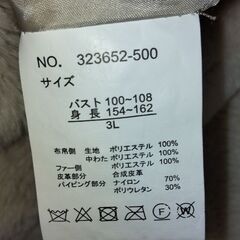 NO. 323652-500
サイズ
バスト 100~108
身長 154~162
3L
布帛側 生地 ポリエステル 100%
中わた ポリエステル 100%
ファー側 ポリエステル 100%
皮革部分 合成皮革
パイピング部分 ナイロン 70%
ポリウレタン 30%